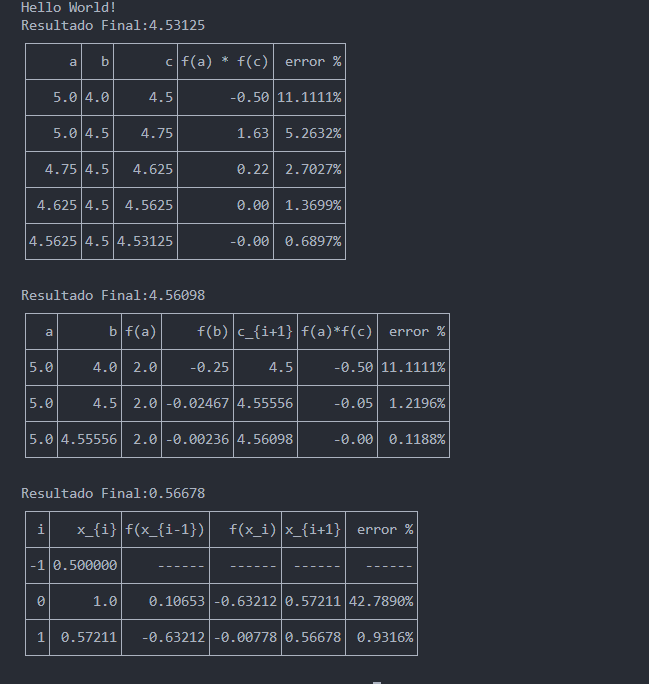 Hello World!
Resultado Final:4.53125
a b c f(a) * f(c) error %
5.0 4.0 4.5 -0.50 11.1111%
5.0 4.5 4.75 1.63 5.2632%
4.75 4.5 4.625 0.22 2.7027%
4.625 4.5 4.5625 0.00 1.3699%
4.5625 4.5 4.53125 -0.00 0.6897%
Resultado Final:4.56098
a b f(a) f(b) c_{i+1} f(a)*f(c) error %
5.0 4.0 2.0 -0.25 4.5 -0.50 11.1111%
5.0 4.5 2.0 -0.02467 4.55556 -0.05 1.2196%
5.0 4.55556 2.0 -0.00236 4.56098 -0.00 0.1188%
Resultado Final:0.56678
i x_{i} f(x_{i-1}) f(x_i) x_{i+1} error %
-1 0.500000 ------ ------ ------ ------
0 1.0 0.10653 -0.63212 0.57211 42.7890%
1 0.57211 -0.63212 -0.00778 0.56678 0.9316%